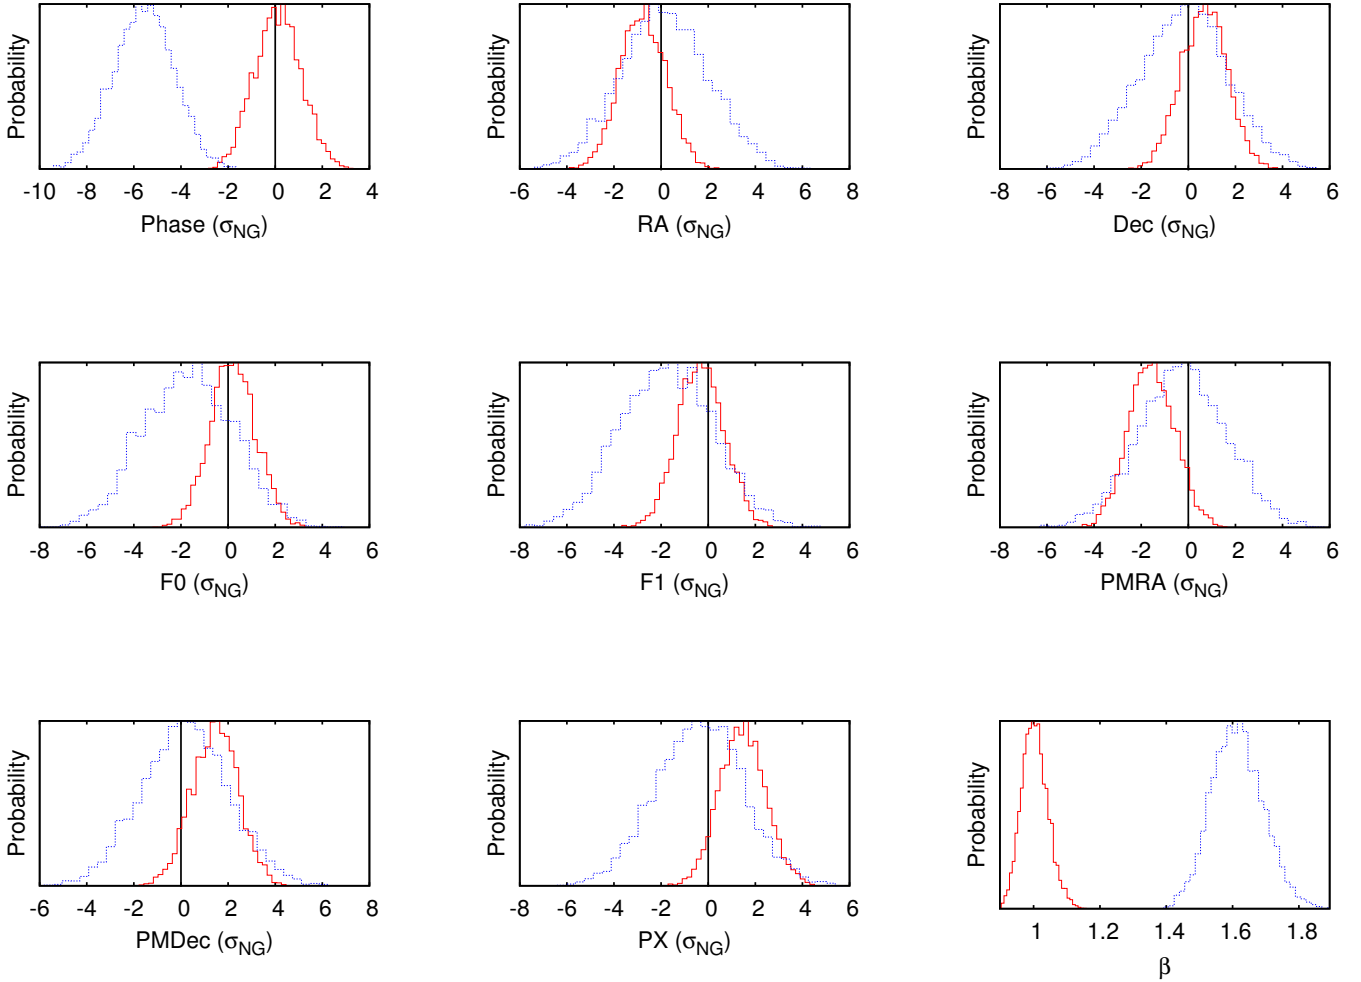 Probability
-10 -8 -6 -4 -2 0 2 4
Phase (σNG)
Probability
-6 -4 -2 0 2 4 6 8
RA (σNG)
Probability
-8 -6 -4 -2 0 2 4 6
Dec (σNG)
Probability
-8 -6 -4 -2 0 2 4 6
F0 (σNG)
Probability
-8 -6 -4 -2 0 2 4 6
F1 (σNG)
Probability
-8 -6 -4 -2 0 2 4 6
PMRA (σNG)
Probability
-6 -4 -2 0 2 4 6 8
PMDec (σNG)
Probability
-8 -6 -4 -2 0 2 4 6
PX (σNG)
Probability
1 1.2 1.4 1.6 1.8
β